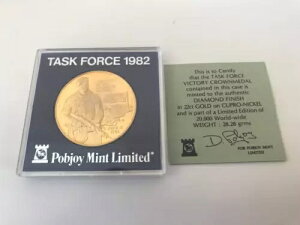 TASK FORCE 1982
Pobjoy Mint Limited
This is to Certify
that the TASK FORCE
VICTORY CROWNMEDAL
contained in this case is
minted to the authentic
DIAMOND FINISH
in 22ct GOLD on CUPRO-NICKEL
and is part of a Limited Edition of
20,000 World-wide
WEIGHT: 28.28 grms
FOR POBJOY MINT
LIMITED